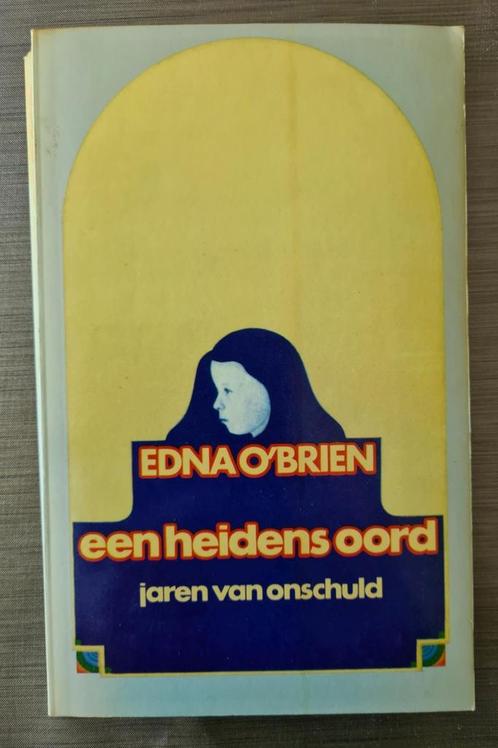 EDNA O'BRIEN
een heidens oord
jaren van onschuld